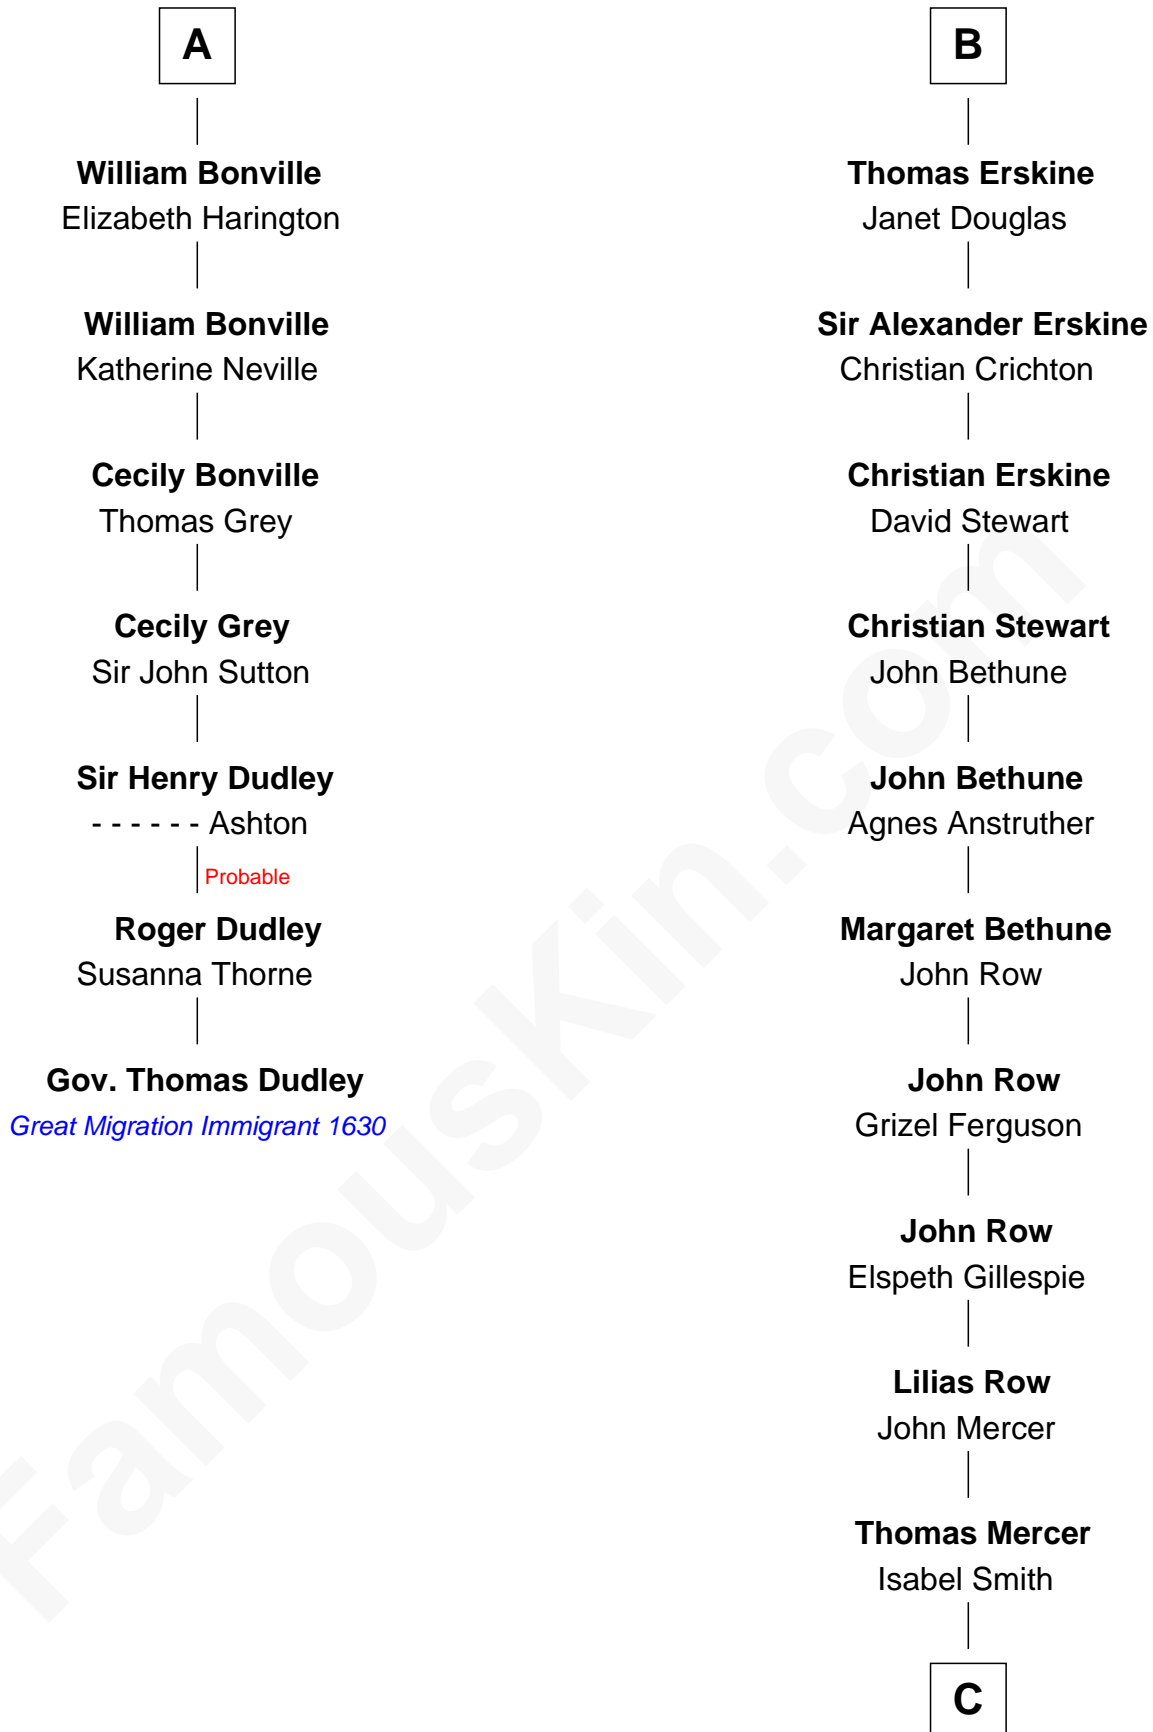 A
William Bonville
Elizabeth Harington
William Bonville
Katherine Neville
Cecily Bonville
Thomas Grey
Cecily Grey
Sir John Sutton
Sir Henry Dudley
- - - - - - Ashton
Probable
Roger Dudley
Susanna Thorne
Gov. Thomas Dudley
Great Migration Immigrant 1630
B
Thomas Erskine
Janet Douglas
Sir Alexander Erskine
Christian Crichton
Christian Erskine
David Stewart
Christian Stewart
John Bethune
John Bethune
Agnes Anstruther
Margaret Bethune
John Row
John Row
Grizel Ferguson
John Row
Elspeth Gillespie
Lilias Row
John Mercer
Thomas Mercer
Isabel Smith
C
FamousKin.com